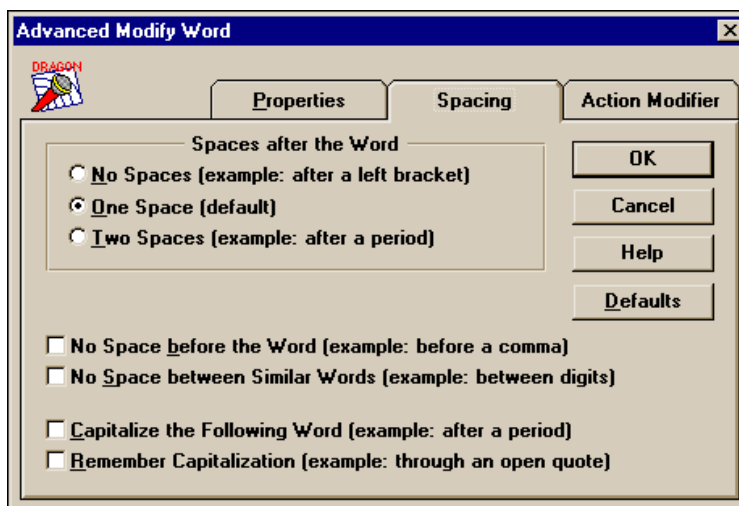 Advanced Modify Word
DRAGON
Properties
Spacing
Action Modifier
Spaces after the Word
No Spaces (example: after a left bracket)
One Space (default)
Two Spaces (example: after a period)
OK
Cancel
Help
Defaults
No Space before the Word (example: before a comma)
No Space between Similar Words (example: between digits)
Capitalize the Following Word (example: after a period)
Remember Capitalization (example: through an open quote)